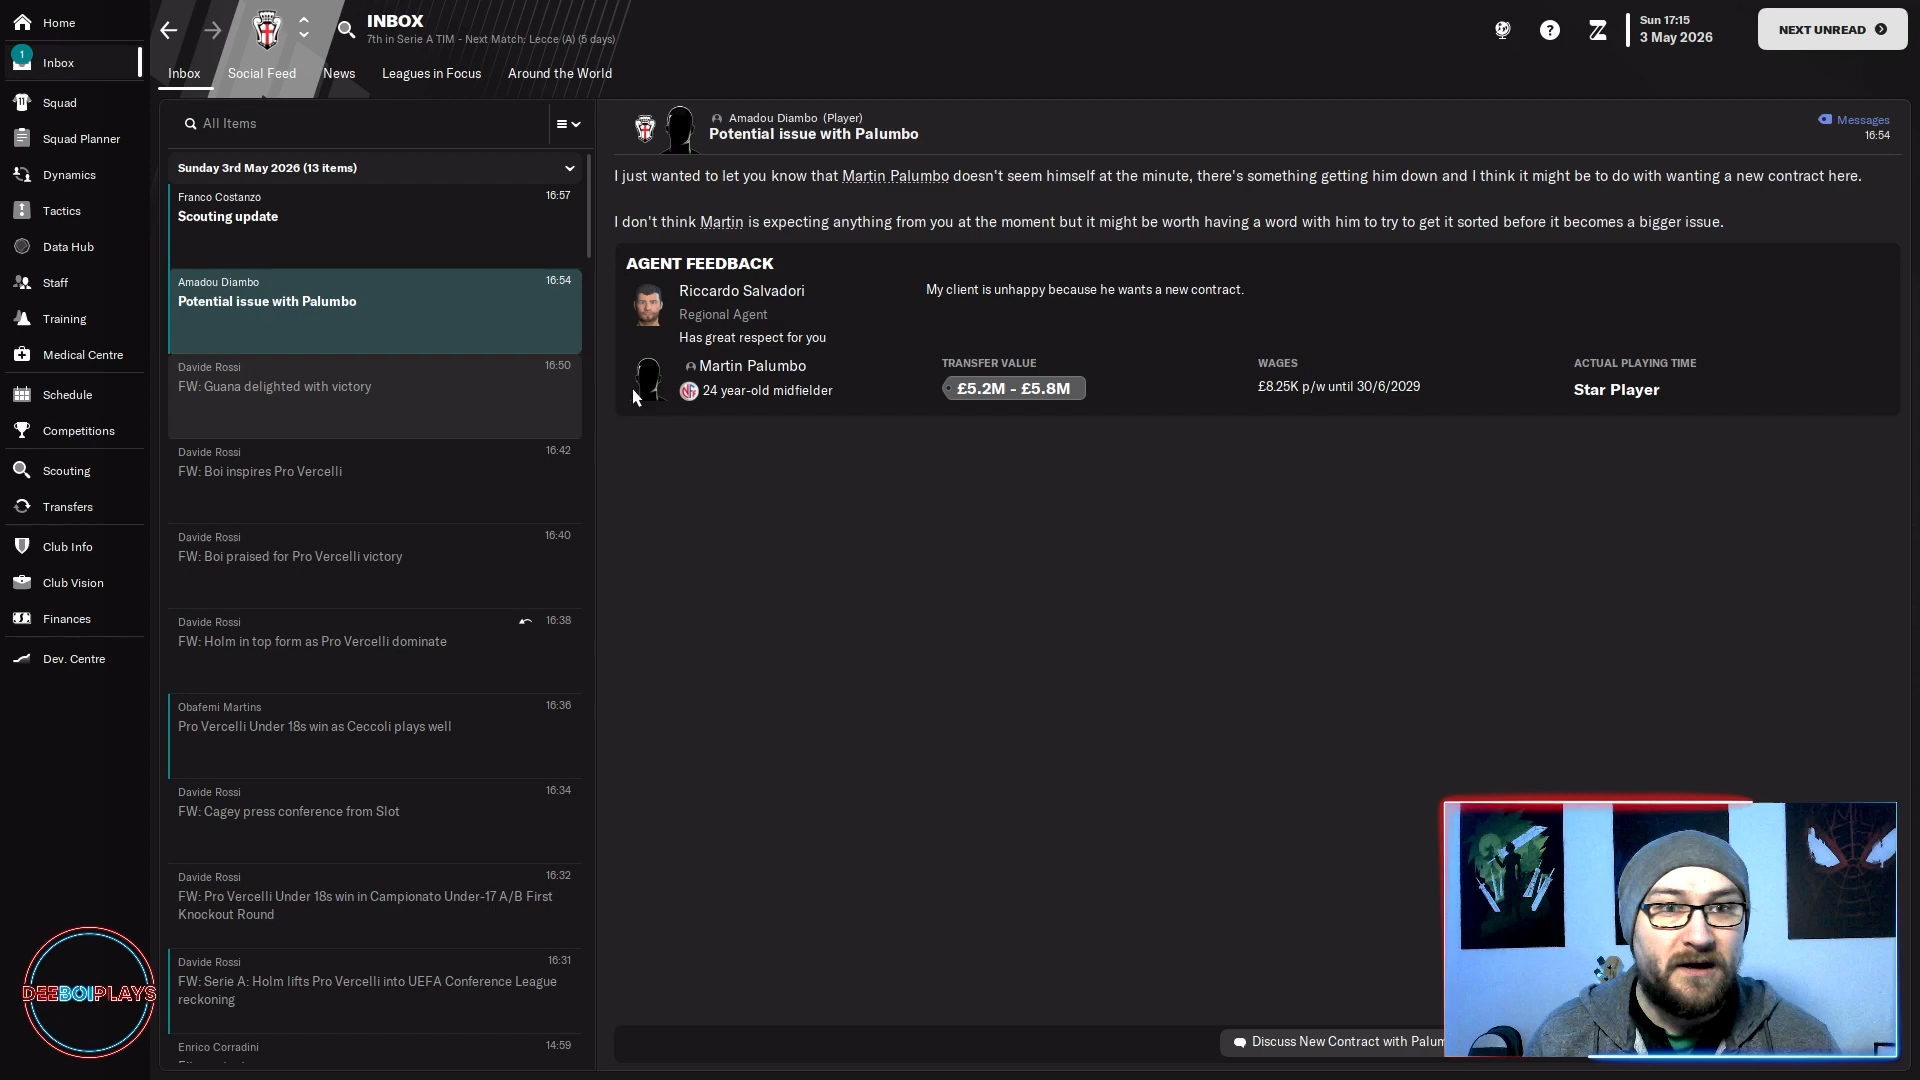 Home
1
Inbox
Squad
Squad Planner
Dynamics
Tactics
Data Hub
Staff
Training
Medical Centre
Schedule
Competitions
Scouting
Transfers
Club Info
Club Vision
Finances
Dev. Centre
DEEBOIPLAYS
INBOX
7th in Serie A TIM - Next Match: Lecce (A) (5 days)
Sun 17:15
3 May 2026
NEXT UNREAD
Inbox
Social Feed
News
Leagues in Focus
Around the World
All Items
Sunday 3rd May 2026 (13 items)
Franco Costanzo 16:57
Scouting update
Amadou Diambo 16:54
Potential issue with Palumbo
Davide Rossi 16:50
FW: Guana delighted with victory
Davide Rossi 16:42
FW: Boi inspires Pro Vercelli
Davide Rossi 16:40
FW: Boi praised for Pro Vercelli victory
Davide Rossi 16:38
FW: Holm in top form as Pro Vercelli dominate
Obafemi Martins 16:36
Pro Vercelli Under 18s win as Ceccoli plays well
Davide Rossi 16:34
FW: Cagey press conference from Slot
Davide Rossi 16:32
FW: Pro Vercelli Under 18s win in Campionato Under-17 A/B First
Knockout Round
Davide Rossi 16:31
FW: Serie A: Holm lifts Pro Vercelli into UEFA Conference League
reckoning
Enrico Corradini 14:59
Amadou Diambo (Player)
Potential issue with Palumbo
Messages
16:54
I just wanted to let you know that Martin Palumbo doesn't seem himself at the minute, there's something getting him down and I think it might be to do with wanting a new contract here.
I don't think Martin is expecting anything from you at the moment but it might be worth having a word with him to try to get it sorted before it becomes a bigger issue.
AGENT FEEDBACK
Riccardo Salvadori
Regional Agent
Has great respect for you
My client is unhappy because he wants a new contract.
Martin Palumbo
24 year-old midfielder
TRANSFER VALUE
£5.2M - £5.8M
WAGES
£8.25K p/w until 30/6/2029
ACTUAL PLAYING TIME
Star Player
Discuss New Contract with Palum